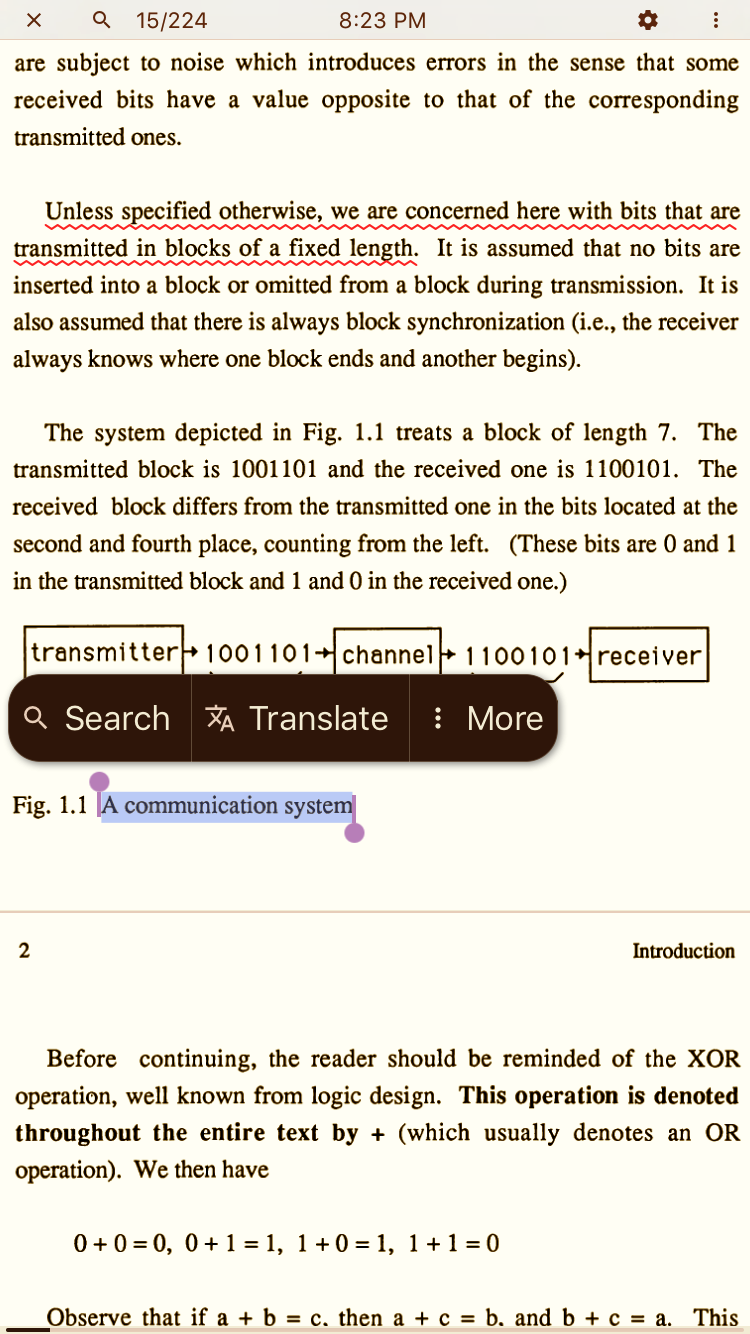 15/224
8:23 PM
are subject to noise which introduces errors in the sense that some
received bits have a value opposite to that of the corresponding
transmitted ones.
Unless specified otherwise, we are concerned here with bits that are
transmitted in blocks of a fixed length. It is assumed that no bits are
inserted into a block or omitted from a block during transmission. It is
also assumed that there is always block synchronization (i.e., the receiver
always knows where one block ends and another begins).
The system depicted in Fig. 1.1 treats a block of length 7. The
transmitted block is 1001101 and the received one is 1100101. The
received block differs from the transmitted one in the bits located at the
second and fourth place, counting from the left. (These bits are 0 and 1
in the transmitted block and 1 and 0 in the received one.)
transmitter 1001101 channel 1100101 receiver
Search Translate More
Fig. 1.1 A communication system
2 Introduction
Before continuing, the reader should be reminded of the XOR
operation, well known from logic design. This operation is denoted
throughout the entire text by + (which usually denotes an OR
operation). We then have
0 + 0 = 0, 0 + 1 = 1, 1 + 0 = 1, 1 + 1 = 0
Observe that if a + b = c, then a + c = b, and b + c = a. This